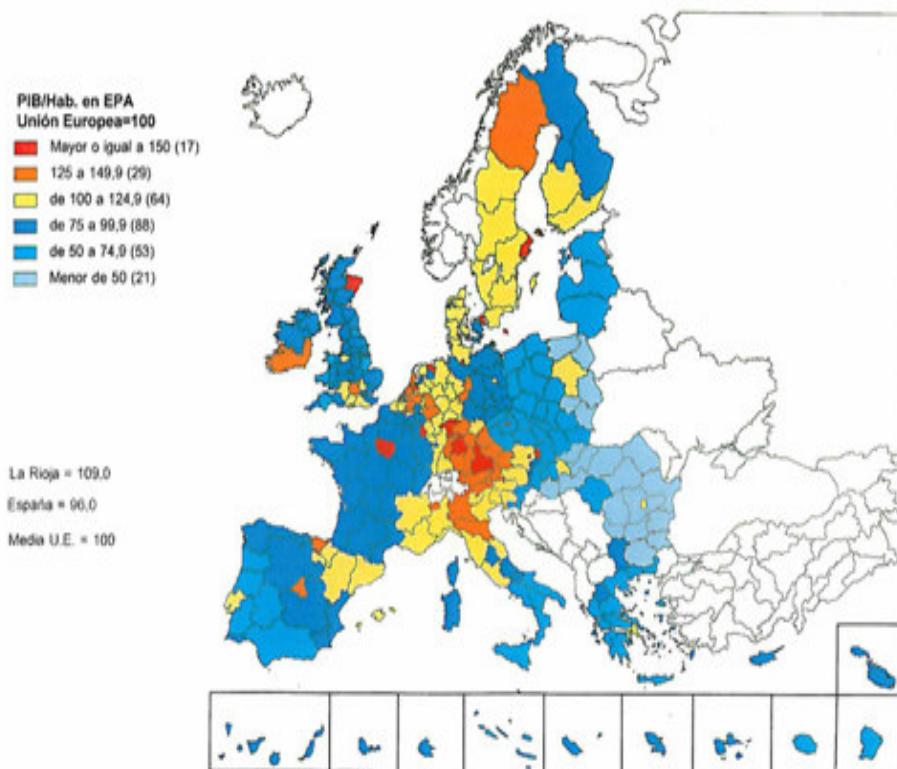 PIB/Hab. en EPA
Unión Europea=100
Mayor o igual a 150 (17)
125 a 149,9 (29)
de 100 a 124,9 (64)
de 75 a 99,9 (88)
de 50 a 74,9 (53)
Menor de 50 (21)
La Rioja = 109,0
España = 96,0
Media U.E. = 100